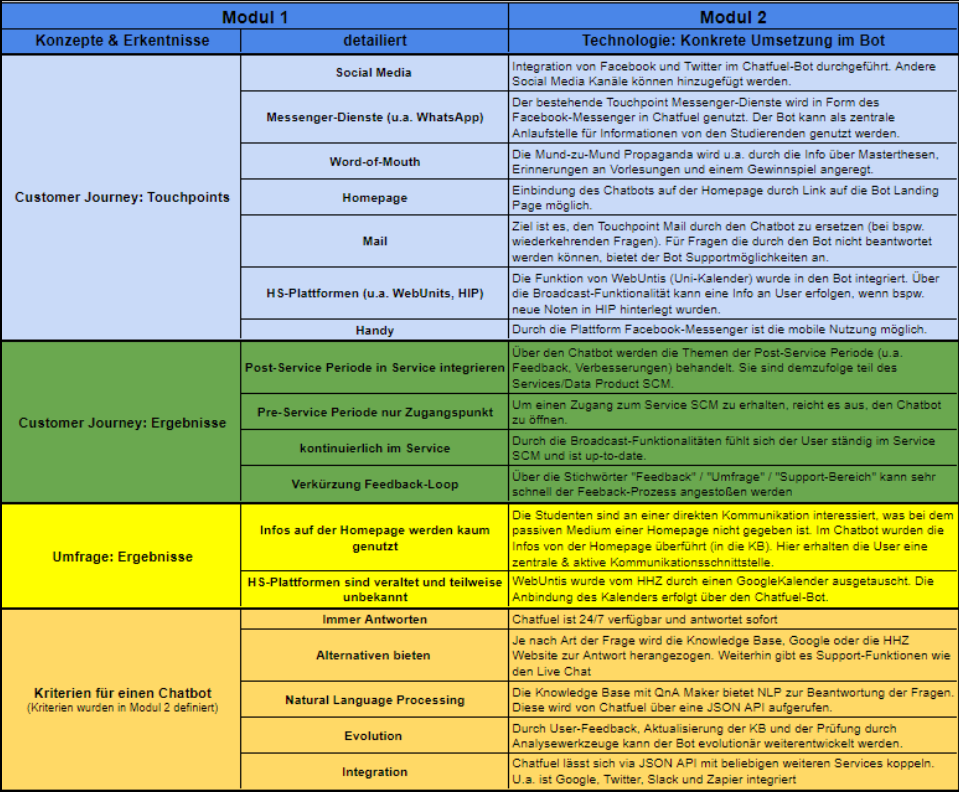 Modul 1
Modul 2
Konzepte & Erkentnisse
detailiert
Technologie: Konkrete Umsetzung im Bot
Customer Journey: Touchpoints
Social Media
Integration von Facebook und Twitter im Chatfuel-Bot durchgeführt. Andere
Social Media Kanäle können hinzugefügt werden.
Messenger-Dienste (u.a. WhatsApp)
Der bestehende Touchpoint Messenger-Dienste wird in Form des
Facebook-Messenger in Chatfuel genutzt. Der Bot kann als zentrale
Anlaufstelle für Informationen von den Studierenden genutzt werden.
Word-of-Mouth
Die Mund-zu-Mund Propaganda wird u.a. durch die Info über Masterthesen,
Erinnerungen an Vorlesungen und einem Gewinnspiel angeregt.
Homepage
Einbindung des Chatbots auf der Homepage durch Link auf die Bot Landing
Page möglich.
Mail
Ziel ist es, den Touchpoint Mail durch den Chatbot zu ersetzen (bei bspw.
wiederkehrenden Fragen). Für Fragen die durch den Bot nicht beantwortet
werden können, bietet der Bot Supportmöglichkeiten an.
HS-Plattformen (u.a. WebUnits, HIP)
Die Funktion von WebUntis (Uni-Kalender) wurde in den Bot integriert. Über
die Broadcast-Funktionalität kann eine Info an User erfolgen, wenn bspw.
neue Noten in HIP hinterlegt wurden.
Handy
Durch die Plattform Facebook-Messenger ist die mobile Nutzung möglich.
Customer Journey: Ergebnisse
Post-Service Periode in Service integrieren
Über den Chatbot werden die Themen der Post-Service Periode (u.a.
Feedback, Verbesserungen) behandelt. Sie sind demzufolge teil des
Services/Data Product SCM.
Pre-Service Periode nur Zugangspunkt
Um einen Zugang zum Service SCM zu erhalten, reicht es aus, den Chatbot
zu öffnen.
kontinuierlich im Service
Durch die Broadcast-Funktionalitäten fühlt sich der User ständig im Service
SCM und ist up-to-date.
Verkürzung Feedback-Loop
Über die Stichwörter "Feedback" / "Umfrage" / "Support-Bereich" kann sehr
schnell der Feeback-Prozess angestoßen werden
Umfrage: Ergebnisse
Infos auf der Homepage werden kaum
genutzt
Die Studenten sind an einer direkten Kommunikation interessiert, was bei dem
passiven Medium einer Homepage nicht gegeben ist. Im Chatbot wurden die
Infos von der Homepage überführt (in die KB). Hier erhalten die User eine
zentrale & aktive Kommunikationsschnittstelle.
HS-Plattformen sind veraltet und teilweise
unbekannt
WebUntis wurde vom HHZ durch einen GoogleKalender ausgetauscht. Die
Anbindung des Kalenders erfolgt über den Chatfuel-Bot.
Kriterien für einen Chatbot
(Kriterien wurden in Modul 2 definiert)
Immer Antworten
Chatfuel ist 24/7 verfügbar und antwortet sofort
Alternativen bieten
Je nach Art der Frage wird die Knowledge Base, Google oder die HHZ
Website zur Antwort herangezogen. Weiterhin gibt es Support-Funktionen wie
den Live Chat
Natural Language Processing
Die Knowledge Base mit QnA Maker bietet NLP zur Beantwortung der Fragen.
Diese wird von Chatfuel über eine JSON API aufgerufen.
Evolution
Durch User-Feedback, Aktualisierung der KB und der Prüfung durch
Analysewerkzeuge kann der Bot evolutionär weiterentwickelt werden.
Integration
Chatfuel lässt sich via JSON API mit beliebigen weiteren Services koppeln.
U.a. ist Google, Twitter, Slack und Zapier integriert